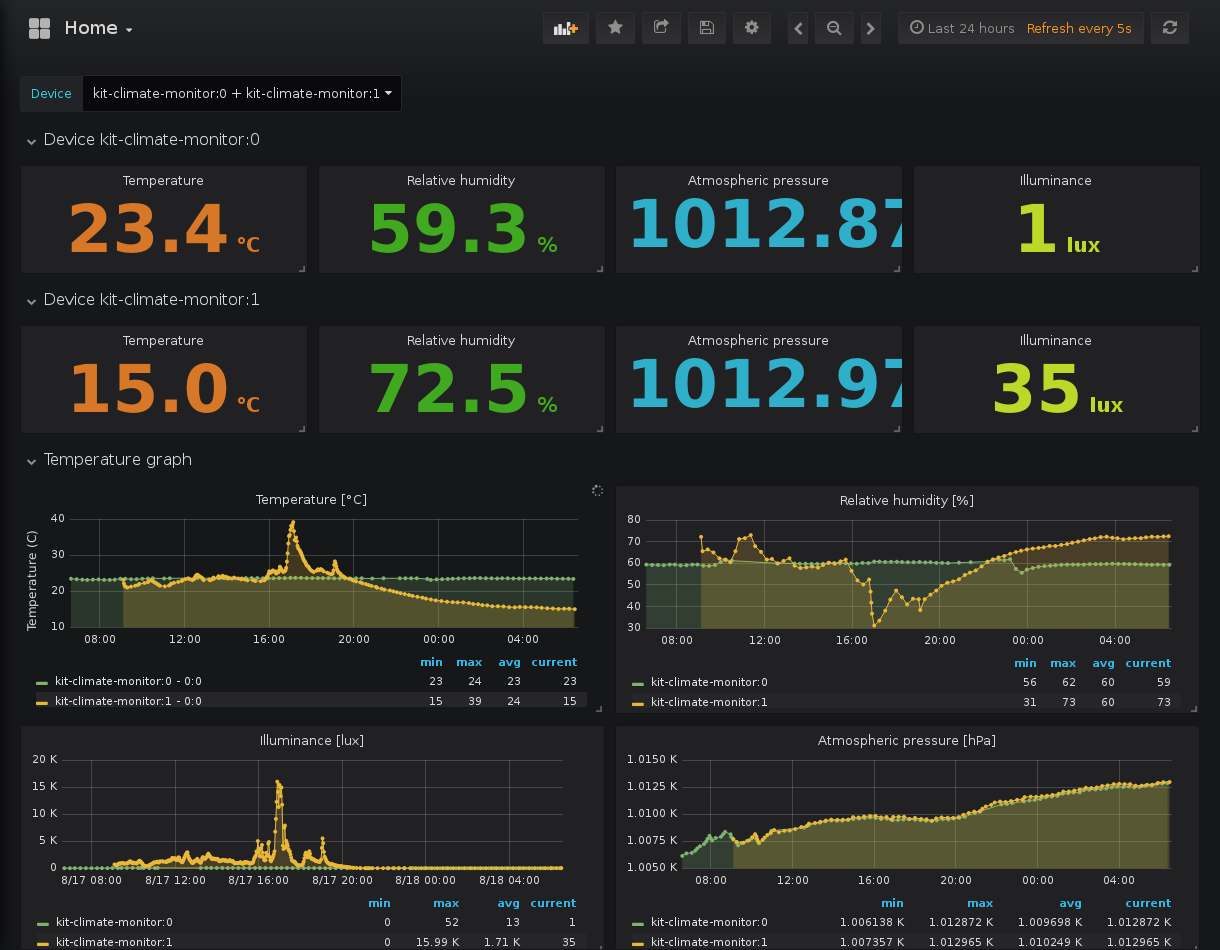 Home
Last 24 hours Refresh every 5s
Device kit-climate-monitor:0 + kit-climate-monitor:1
Device kit-climate-monitor:0
Temperature Relative humidity Atmospheric pressure Illuminance
23.4 °C 59.3 % 1012.87 1 lux
Device kit-climate-monitor:1
Temperature Relative humidity Atmospheric pressure Illuminance
15.0 °C 72.5 % 1012.97 35 lux
Temperature graph
Temperature [°C]
Temperature (C)
40
30
20
10
08:00 12:00 16:00 20:00 00:00 04:00
min max avg current
kit-climate-monitor:0 - 0:0 23 24 23 23
kit-climate-monitor:1 - 0:0 15 39 24 15
Relative humidity [%]
80
70
60
50
40
30
08:00 12:00 16:00 20:00 00:00 04:00
min max avg current
kit-climate-monitor:0 56 62 60 59
kit-climate-monitor:1 31 73 60 73
Illuminance [lux]
20 K
15 K
10 K
5 K
0
8/17 08:00 8/17 12:00 8/17 16:00 8/17 20:00 8/18 00:00 8/18 04:00
min max avg current
kit-climate-monitor:0 0 52 13 1
kit-climate-monitor:1 0 15.99 K 1.71 K 35
Atmospheric pressure [hPa]
1.0150 K
1.0125 K
1.0100 K
1.0075 K
1.0050 K
08:00 12:00 16:00 20:00 00:00 04:00
min max avg current
kit-climate-monitor:0 1.006138 K 1.012872 K 1.009698 K 1.012872 K
kit-climate-monitor:1 1.007357 K 1.012965 K 1.010249 K 1.012965 K